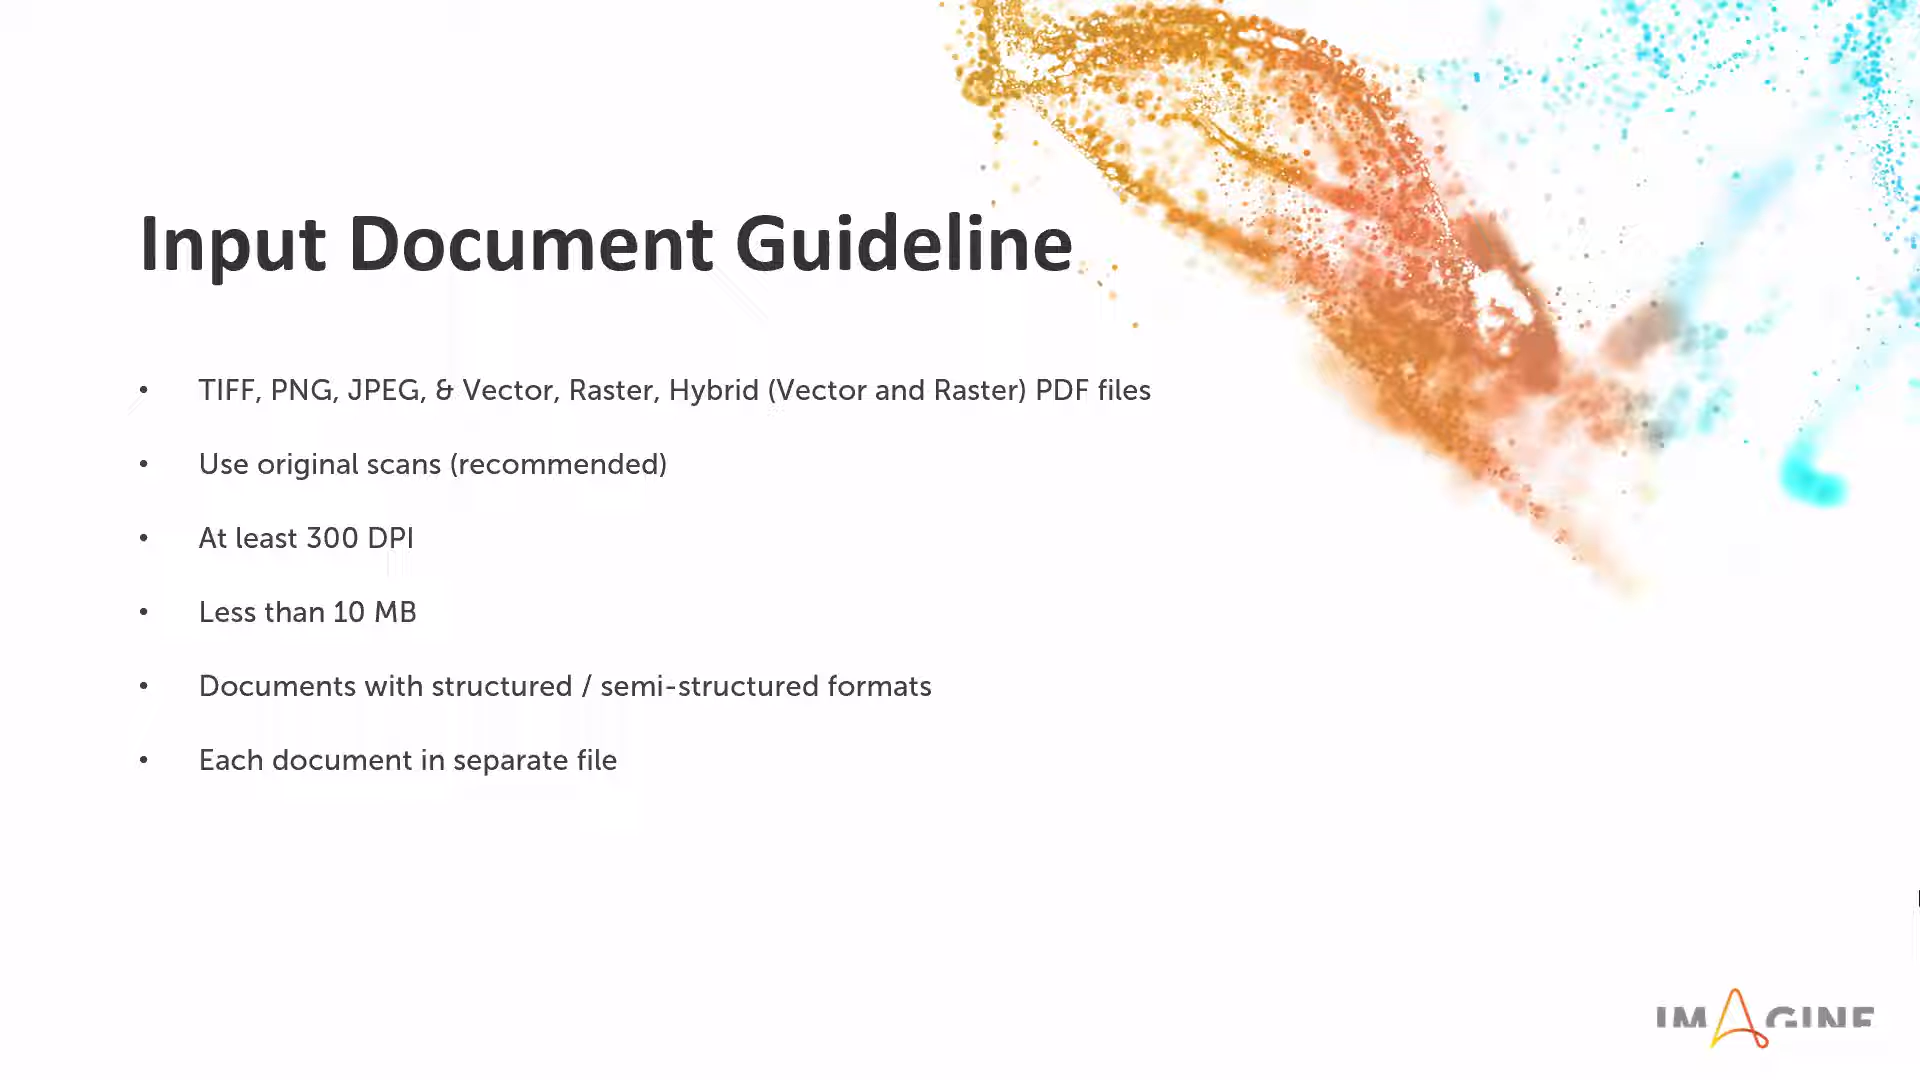 Input Document Guideline
• TIFF, PNG, JPEG, & Vector, Raster, Hybrid (Vector and Raster) PDF files
• Use original scans (recommended)
• At least 300 DPI
• Less than 10 MB
• Documents with structured / semi-structured formats
• Each document in separate file
IMAGINE